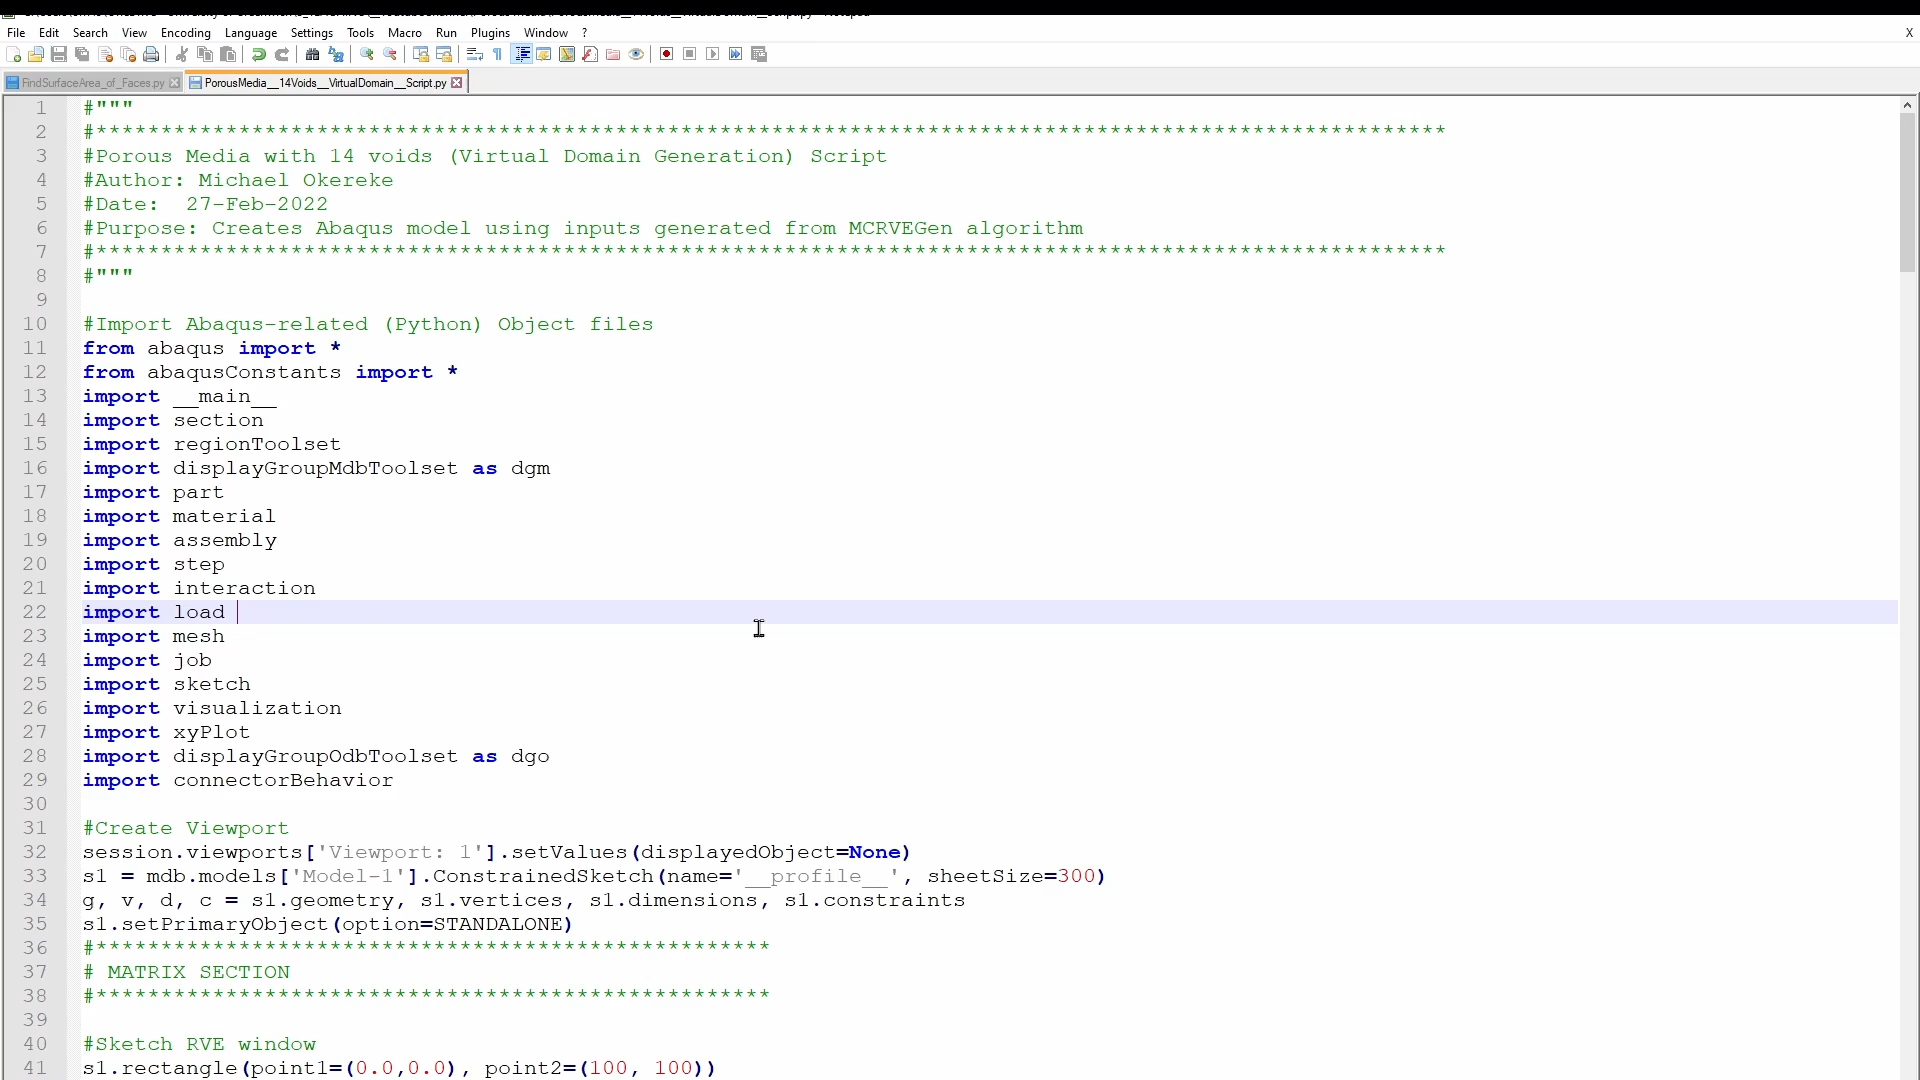 File Edit Search View Encoding Language Settings Tools Macro Run Plugins Window ? X
FindSurfaceArea_of_Faces.py PorousMedia__14Voids__VirtualDomain__Script.py
1 #"""
2 #********************************************************************************************************
3 #Porous Media with 14 voids (Virtual Domain Generation) Script
4 #Author: Michael Okereke
5 #Date:  27-Feb-2022
6 #Purpose: Creates Abaqus model using inputs generated from MCRVEGen algorithm
7 #********************************************************************************************************
8 #"""
9
10 #Import Abaqus-related (Python) Object files
11 from abaqus import *
12 from abaqusConstants import *
13 import __main__
14 import section
15 import regionToolset
16 import displayGroupMdbToolset as dgm
17 import part
18 import material
19 import assembly
20 import step
21 import interaction
22 import load
23 import mesh
24 import job
25 import sketch
26 import visualization
27 import xyPlot
28 import displayGroupOdbToolset as dgo
29 import connectorBehavior
30
31 #Create Viewport
32 session.viewports['Viewport: 1'].setValues(displayedObject=None)
33 s1 = mdb.models['Model-1'].ConstrainedSketch(name='__profile__', sheetSize=300)
34 g, v, d, c = s1.geometry, s1.vertices, s1.dimensions, s1.constraints
35 s1.setPrimaryObject(option=STANDALONE)
36 #****************************************************
37 # MATRIX SECTION
38 #****************************************************
39
40 #Sketch RVE window
41 s1.rectangle(point1=(0.0,0.0), point2=(100, 100))